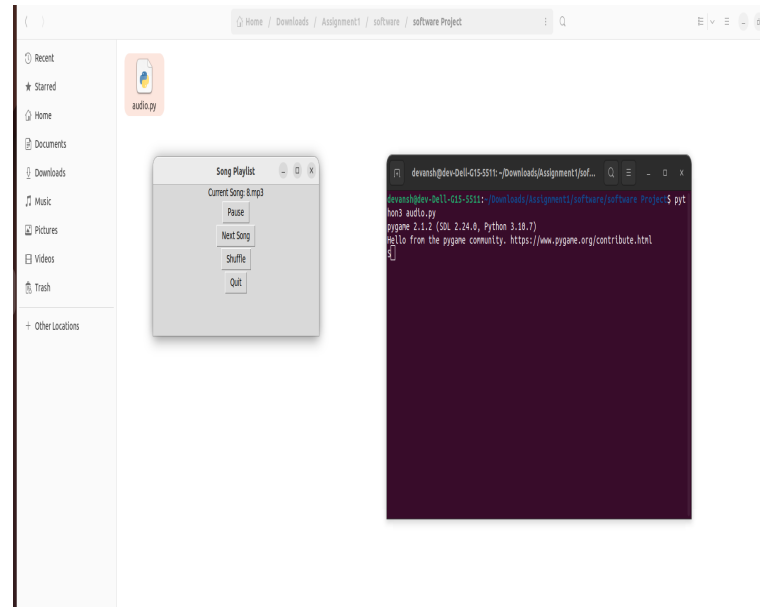 Home / Downloads / Assignment1 / software / software Project
Recent
Starred
Home
Documents
Downloads
Music
Pictures
Videos
Trash
+ Other Locations
audio.py
Song Playlist
Current Song: 8.mp3
Pause
Next Song
Shuffle
Quit
devansh@dev-Dell-G15-5511: ~/Downloads/Assignment1/sof...
devansh@dev-Dell-G15-5511:~/Downloads/Assignment1/software/software Project$ pyt
hon3 audio.py
pygame 2.1.2 (SDL 2.24.0, Python 3.10.7)
Hello from the pygame community. https://www.pygame.org/contribute.html
s